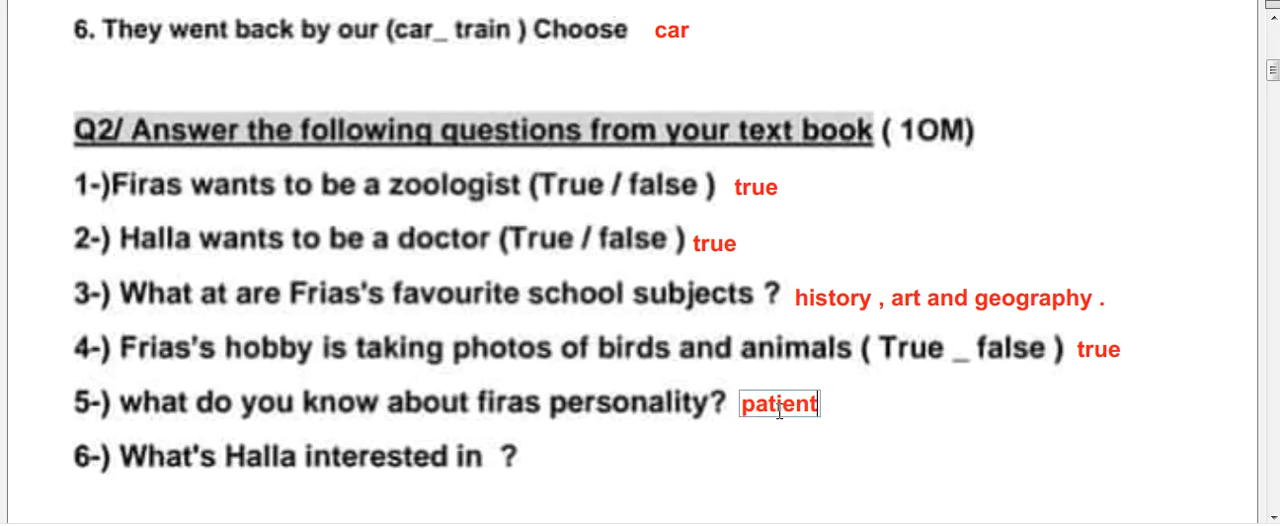 6. They went back by our (car_ train ) Choose car
Q2/ Answer the following questions from your text book ( 1OM)
1-)Firas wants to be a zoologist (True / false ) true
2-) Halla wants to be a doctor (True / false ) true
3-) What at are Frias's favourite school subjects ? history , art and geography .
4-) Frias's hobby is taking photos of birds and animals ( True _ false ) true
5-) what do you know about firas personality? patient
6-) What's Halla interested in ?